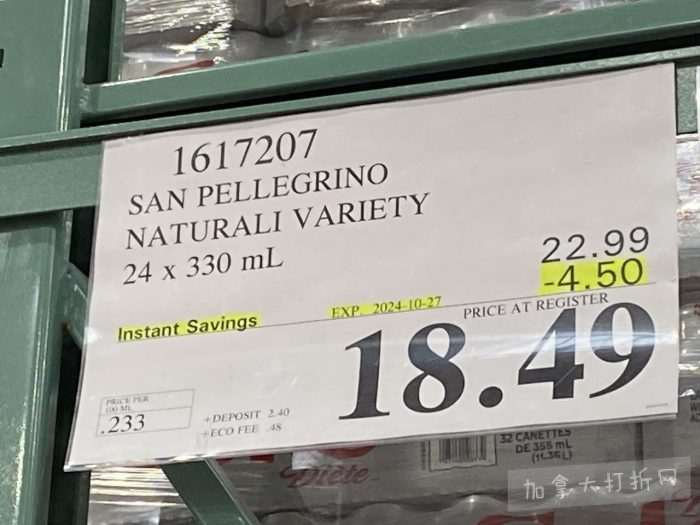 1617207
SAN PELLEGRINO
NATURALI VARIETY
24 x 330 mL
22.99
-4.50
Instant Savings
EXP. 2024-10-27
PRICE AT REGISTER
18.49
PRICE PER
100 ML
.233
+DEPOSIT 2.40
+ECO FEE .48
32 CANETTES
DE 355 mL
(11.36L)
Diète
加拿大打折网